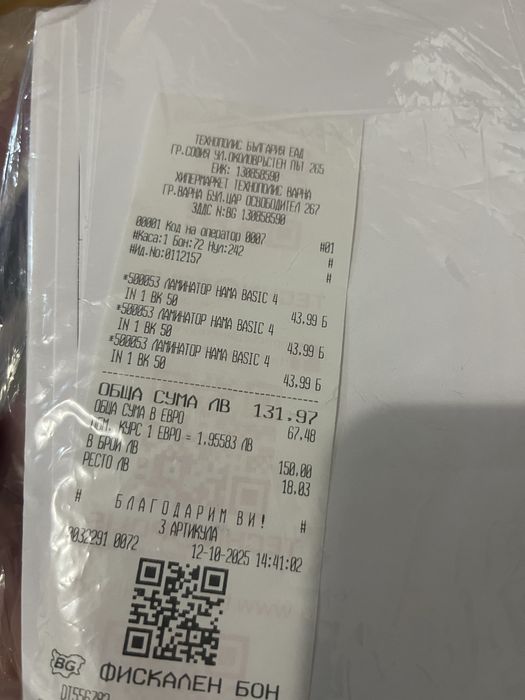 ТЕХНОПОЛИС БЪЛГАРИЯ ЕАД
ГР.СОФИЯ УЛ.ОКОЛОВРЪСТЕН ПЪТ 265
ЕИК: 130858590
ХИПЕРМАРКЕТ ТЕХНОПОЛИС ВАРНА
ГР.ВАРНА БУЛ.ЦАР ОСВОБОДИТЕЛ 267
ЗДДС N:BG 130858590
00001 Код на оператор 0007 #01
#Каса:1 Бон:72 Нул:242 #
#Ид.No:0112157 #
*500053 ЛАМИНАТОР HAMA BASIC 4
IN 1 ВК 50 43.99 Б
*500053 ЛАМИНАТОР HAMA BASIC 4
IN 1 ВК 50 43.99 Б
*500053 ЛАМИНАТОР HAMA BASIC 4
IN 1 ВК 50 43.99 Б
ОБЩА СУМА ЛВ 131.97
ОБЩА СУМА В ЕВРО 67.48
КУРС 1 ЕВРО = 1.95583 ЛВ
В БРОЙ ЛВ 150.00
РЕСТО ЛВ 18.03
# БЛАГОДАРИМ ВИ! #
3 АРТИКУЛА
0032291 0072 12-10-2025 14:41:02
BG ФИСКАЛЕН БОН